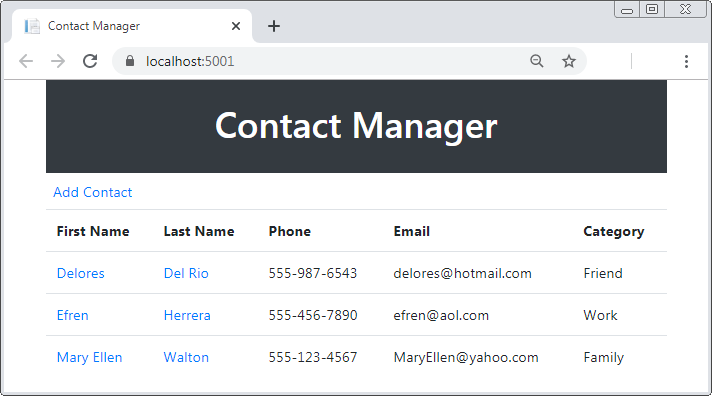 Contact Manager
localhost:5001
Contact Manager
Add Contact
First Name Last Name Phone Email Category
Delores Del Rio 555-987-6543 delores@hotmail.com Friend
Efren Herrera 555-456-7890 efren@aol.com Work
Mary Ellen Walton 555-123-4567 MaryEllen@yahoo.com Family